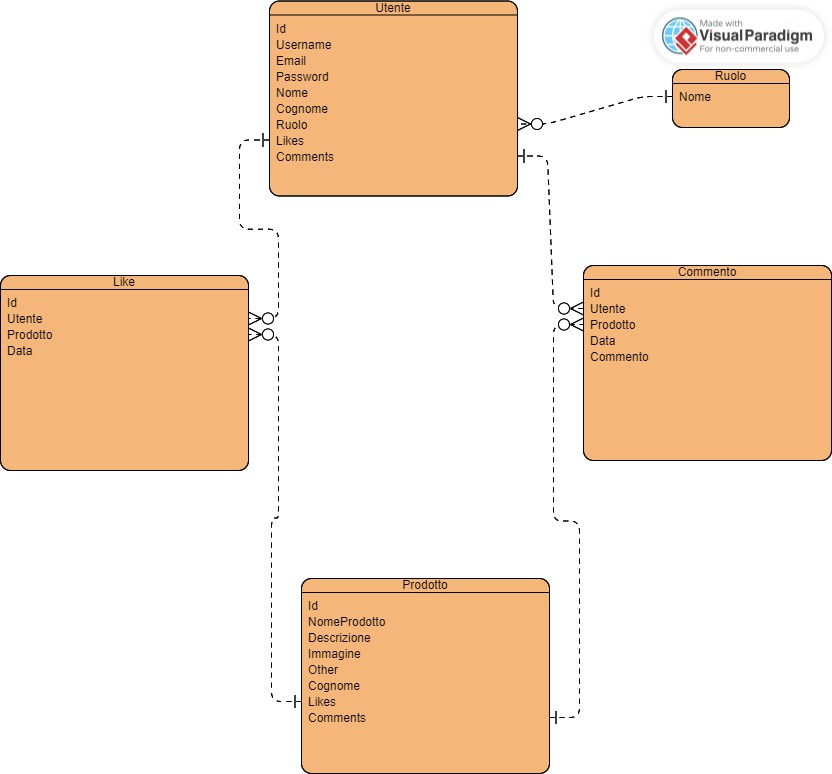 Utente
Id
Username
Email
Password
Nome
Cognome
Ruolo
Likes
Comments
Made with
VisualParadigm
For non-commercial use
Ruolo
Nome
Like
Id
Utente
Prodotto
Data
Commento
Id
Utente
Prodotto
Data
Commento
Prodotto
Id
NomeProdotto
Descrizione
Immagine
Other
Cognome
Likes
Comments